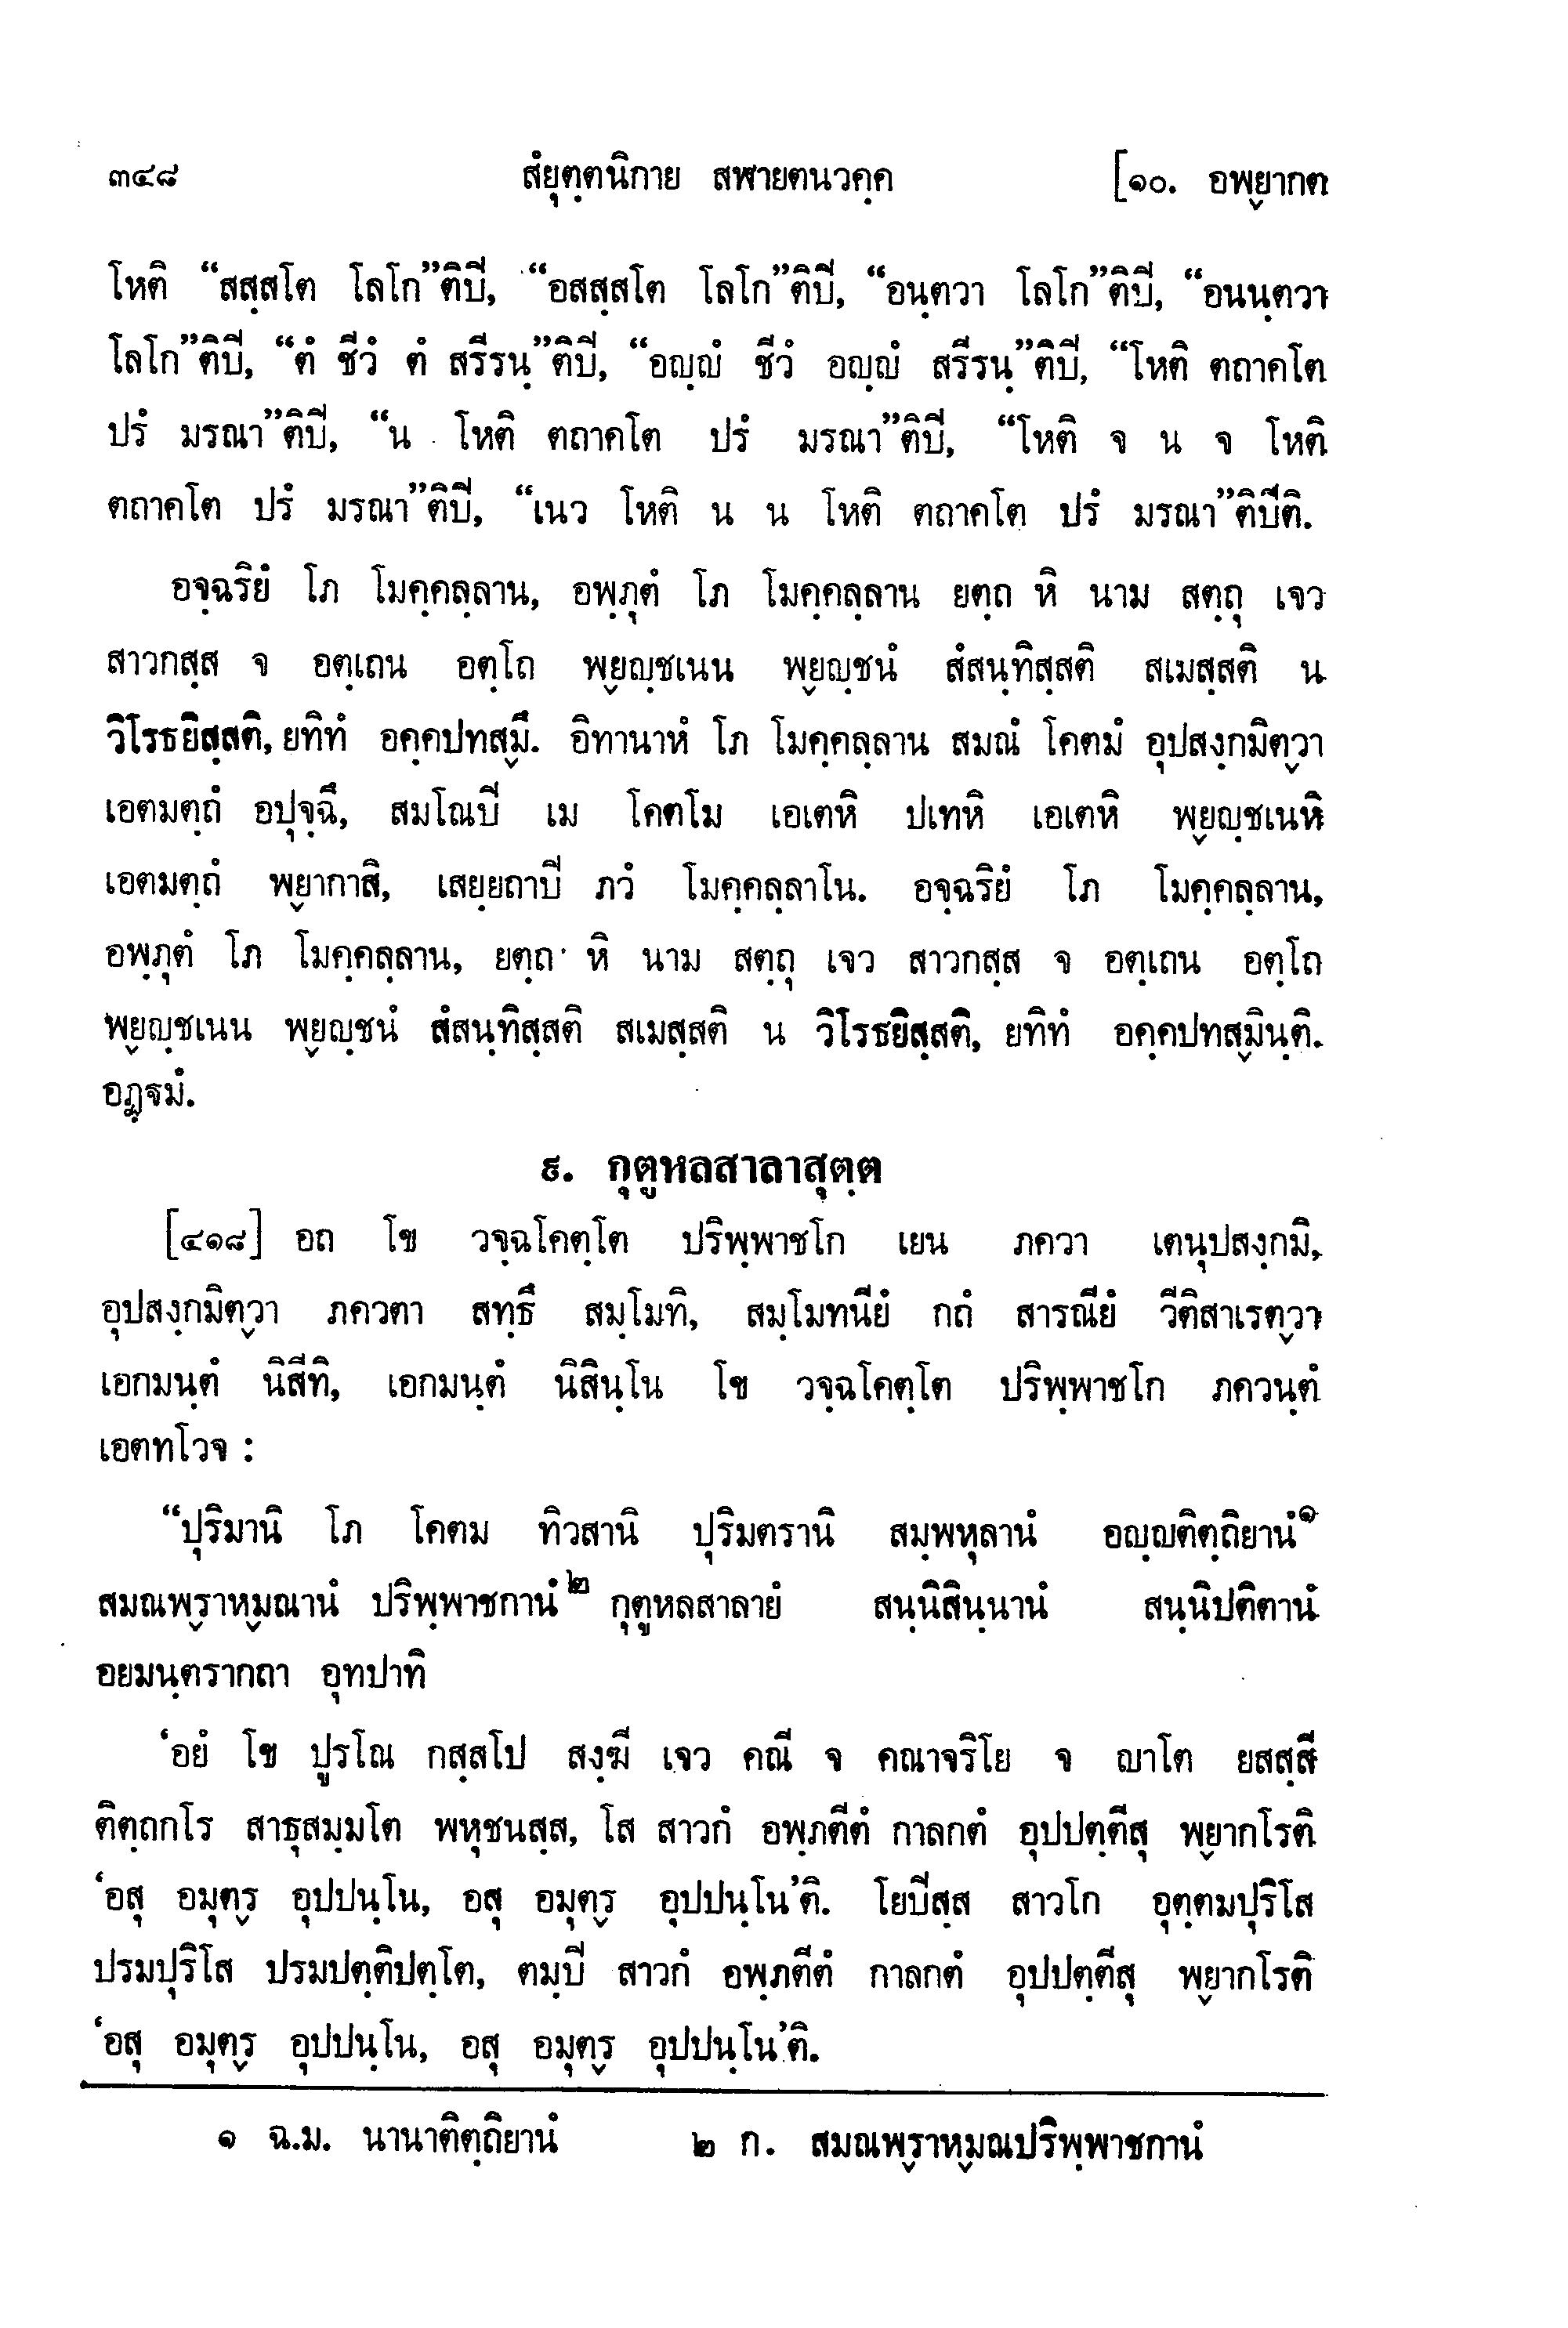 ๓๔๘ สํยุตฺตนิกาย สฬายตนวคฺค [๑๐. อพฺยากต
โหติ “สสฺสโต โลโก”ติปี, “อสสฺสโต โลโก”ติปี, “อนฺตวา โลโก”ติปี, “อนนฺตวา
โลโก”ติปี, “ตํ ชีวํ ตํ สรีรนฺ”ติปี, “อญฺญํ ชีวํ อญฺญํ สรีรนฺ”ติปี, “โหติ ตถาคโต
ปรํ มรณา”ติปี, “น โหติ ตถาคโต ปรํ มรณา”ติปี, “โหติ จ น จ โหติ
ตถาคโต ปรํ มรณา”ติปี, “เนว โหติ น น โหติ ตถาคโต ปรํ มรณา”ติปีติ.
อจฺฉริยํ โภ โมคฺคลฺลาน, อพฺภุตํ โภ โมคฺคลฺลาน ยตฺถ หิ นาม สตฺถุ เจว
สาวกสฺส จ อตฺเถน อตฺโถ พฺยญฺชเนน พฺยญฺชนํ สํสนฺทิสฺสติ สเมสฺสติ น
วิโรธยิสฺสติ, ยทิทํ อคฺคปทสฺมึ. อิทานาหํ โภ โมคฺคลฺลาน สมณํ โคตมํ อุปสงฺกมิตฺวา
เอตมตฺถํ อปุจฺฉึ, สมโณปี เม โคตโม เอเตหิ ปเทหิ เอเตหิ พฺยญฺชเนหิ
เอตมตฺถํ พฺยากาสิ, เสยฺยถาปี ภวํ โมคฺคลฺลาโน. อจฺฉริยํ โภ โมคฺคลฺลาน,
อพฺภุตํ โภ โมคฺคลฺลาน, ยตฺถ หิ นาม สตฺถุ เจว สาวกสฺส จ อตฺเถน อตฺโถ
พฺยญฺชเนน พฺยญฺชนํ สํสนฺทิสฺสติ สเมสฺสติ น วิโรธยิสฺสติ, ยทิทํ อคฺคปทสฺมินฺติ.
อฏฺฐมํ.
๙. กุตูหลสาลาสุตฺต
[๔๑๘] อถ โข วจฺฉโคตฺโต ปริพฺพาชโก เยน ภควา เตนุปสงฺกมิ,
อุปสงฺกมิตฺวา ภควตา สทฺธึ สมฺโมทิ, สมฺโมทนียํ กถํ สารณียํ วีติสาเรตฺวา
เอกมนฺตํ นิสีทิ, เอกมนฺตํ นิสินฺโน โข วจฺฉโคตฺโต ปริพฺพาชโก ภควนฺตํ
เอตทโวจ :
“ปุริมานิ โภ โคตม ทิวสานิ ปุริมตรานิ สมฺพหุลานํ อญฺญติตฺถิยานํ๑
สมณพฺราหฺมณานํ ปริพฺพาชกานํ๒ กุตูหลสาลายํ สนฺนิสินฺนานํ สนฺนิปติตานํ
อยมนฺตรากถา อุทปาทิ
‘อยํ โข ปูรโณ กสฺสโป สงฺฆี เจว คณี จ คณาจริโย จ ญาโต ยสสฺสี
ติตฺถกโร สาธุสมฺมโต พหุชนสฺส, โส สาวกํ อพฺภตีตํ กาลกตํ อุปปตฺตีสุ พฺยากโรติ
‘อสุ อมุตฺร อุปปนฺโน, อสุ อมุตฺร อุปปนฺโน’ติ. โยปีสฺส สาวโก อุตฺตมปุริโส
ปรมปุริโส ปรมปตฺติปตฺโต, ตมฺปี สาวกํ อพฺภตีตํ กาลกตํ อุปปตฺตีสุ พฺยากโรติ
‘อสุ อมุตฺร อุปปนฺโน, อสุ อมุตฺร อุปปนฺโน’ติ.
๑ ฉ.ม. นานาติตฺถิยานํ ๒ ก. สมณพฺราหฺมณปริพฺพาชกานํ